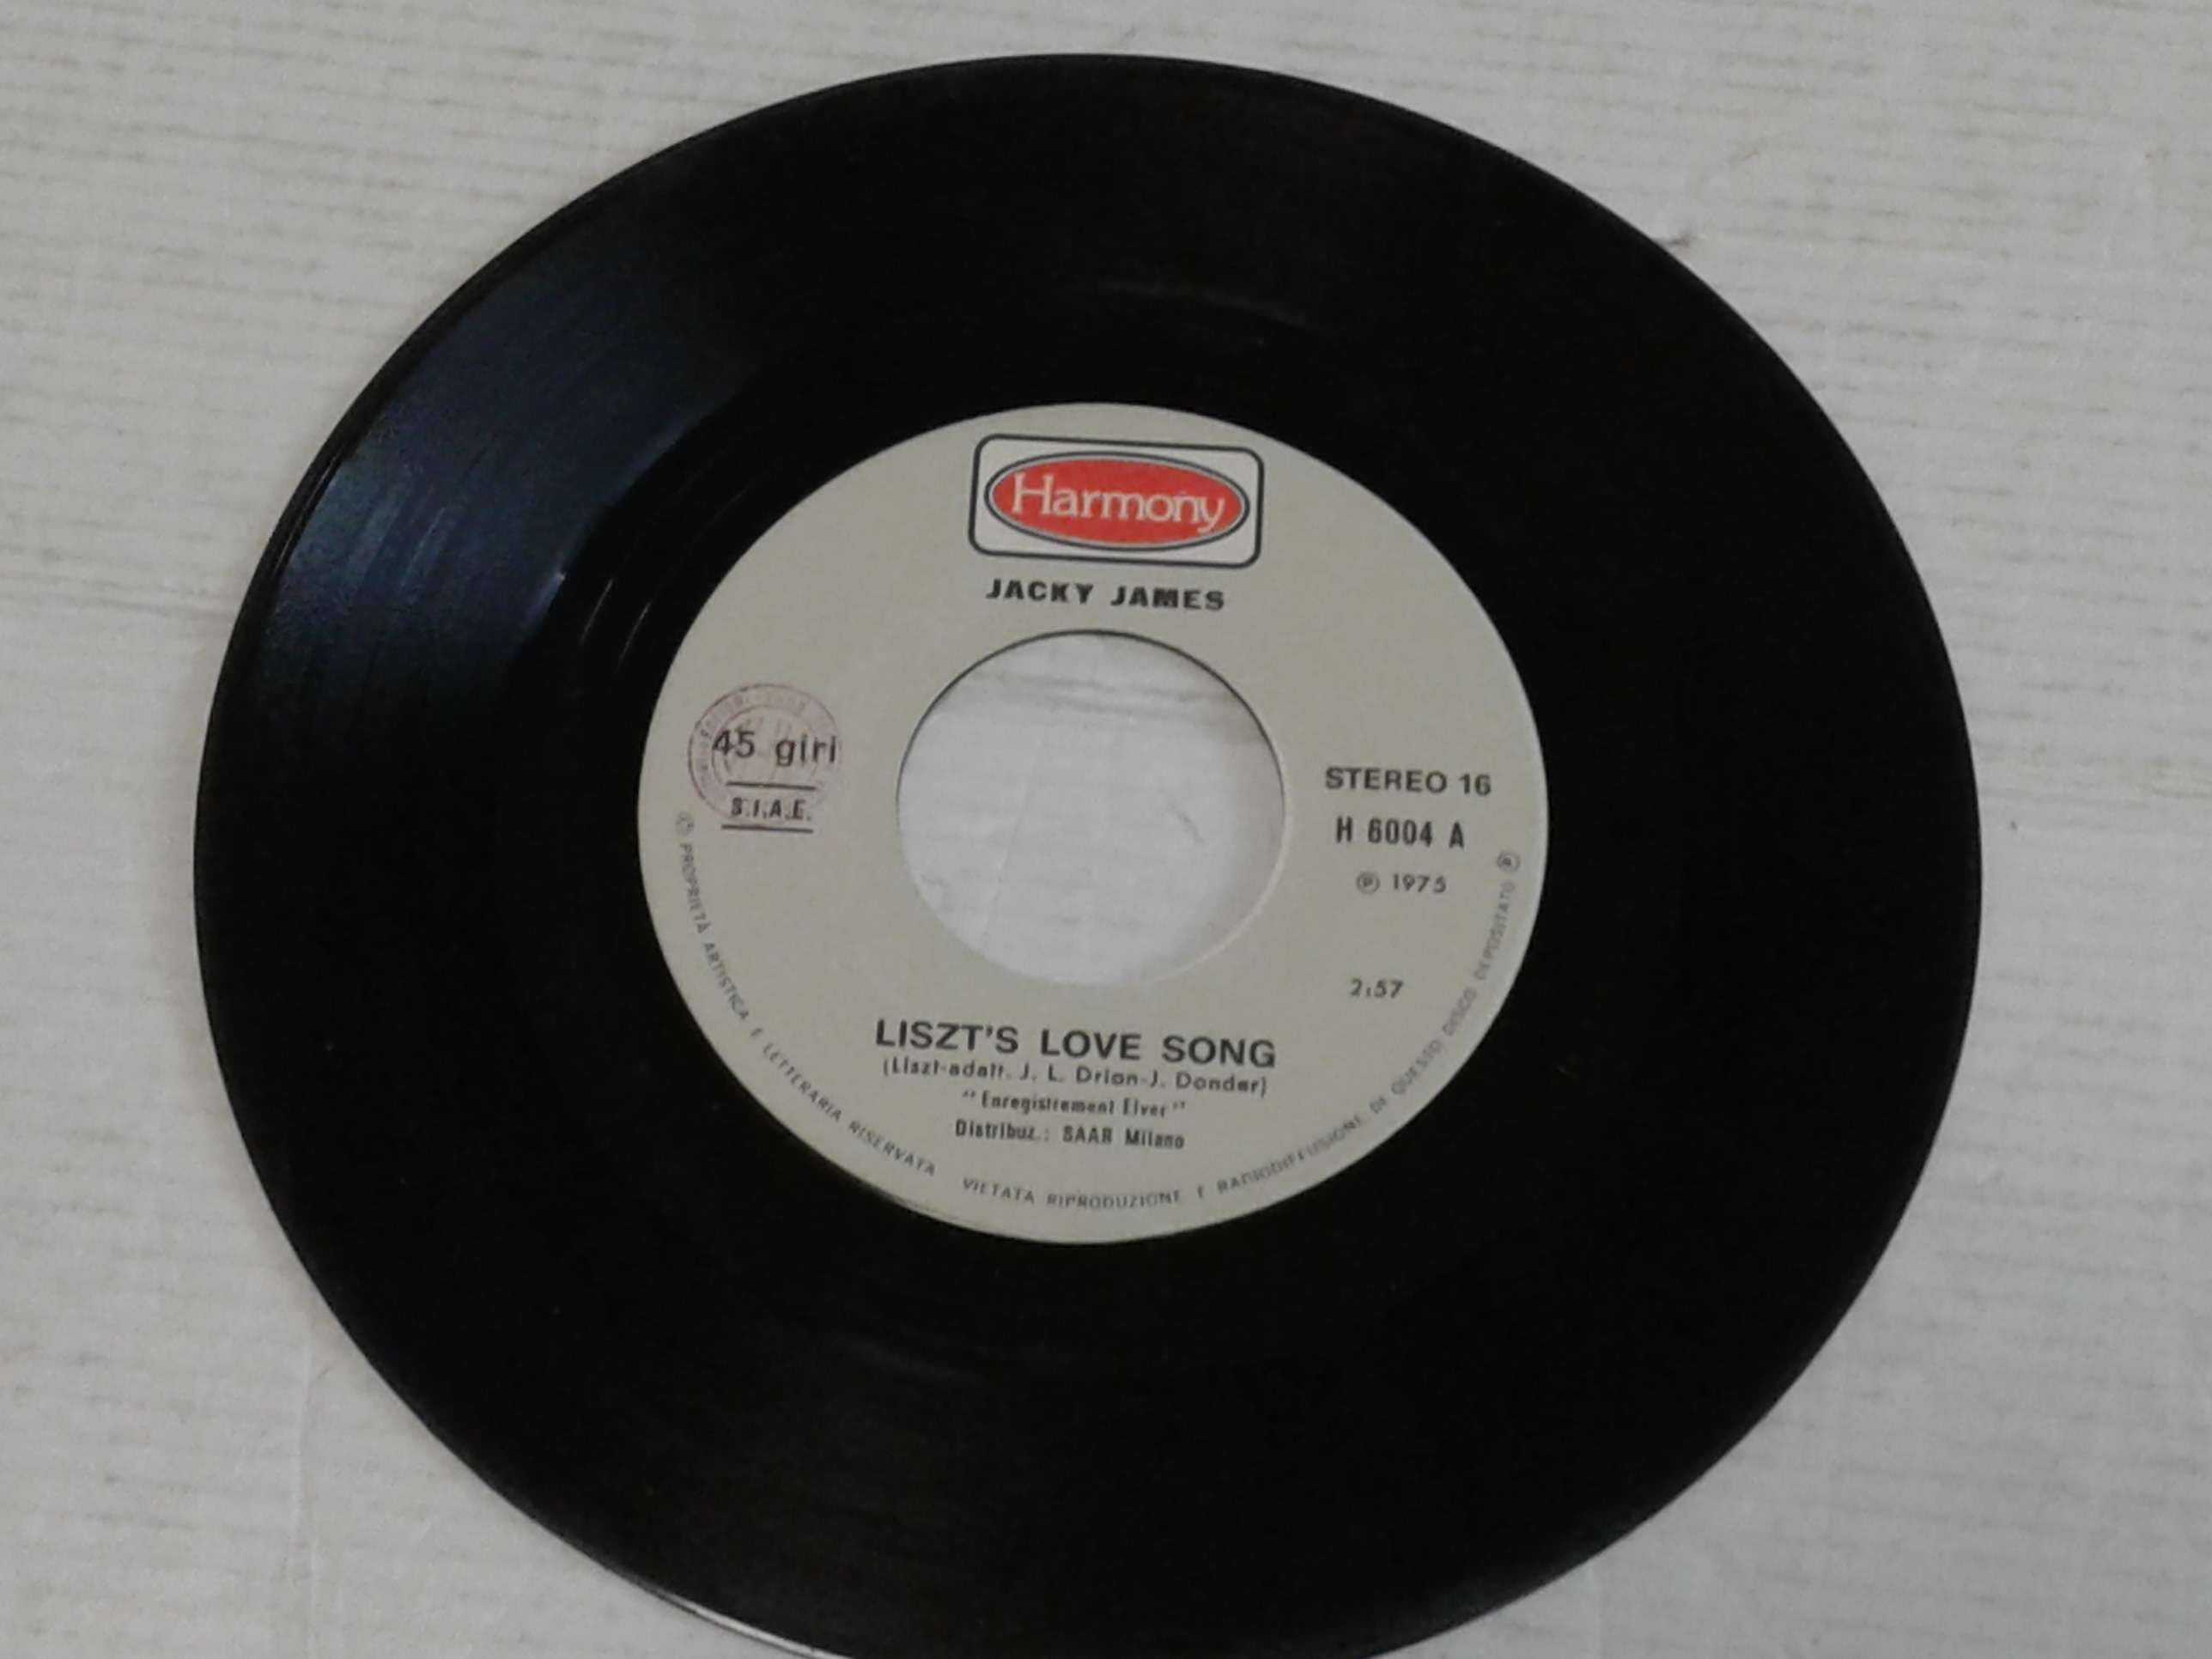 Harmony
JACKY JAMES
45 giri
S.I.A.E.
STEREO 16
H 6004 A
℗ 1975
2:57
LISZT'S LOVE SONG
(Liszt-adatt. J. L. Drion-J. Donder)
"Enregistrement Elver"
Distribuz.: SAAR Milano
© PROPRIETÀ ARTISTICA E LETTERARIA RISERVATA VIETATA RIPRODUZIONE E RADIODIFFUSIONE DI QUESTO DISCO DEPOSITATO ®